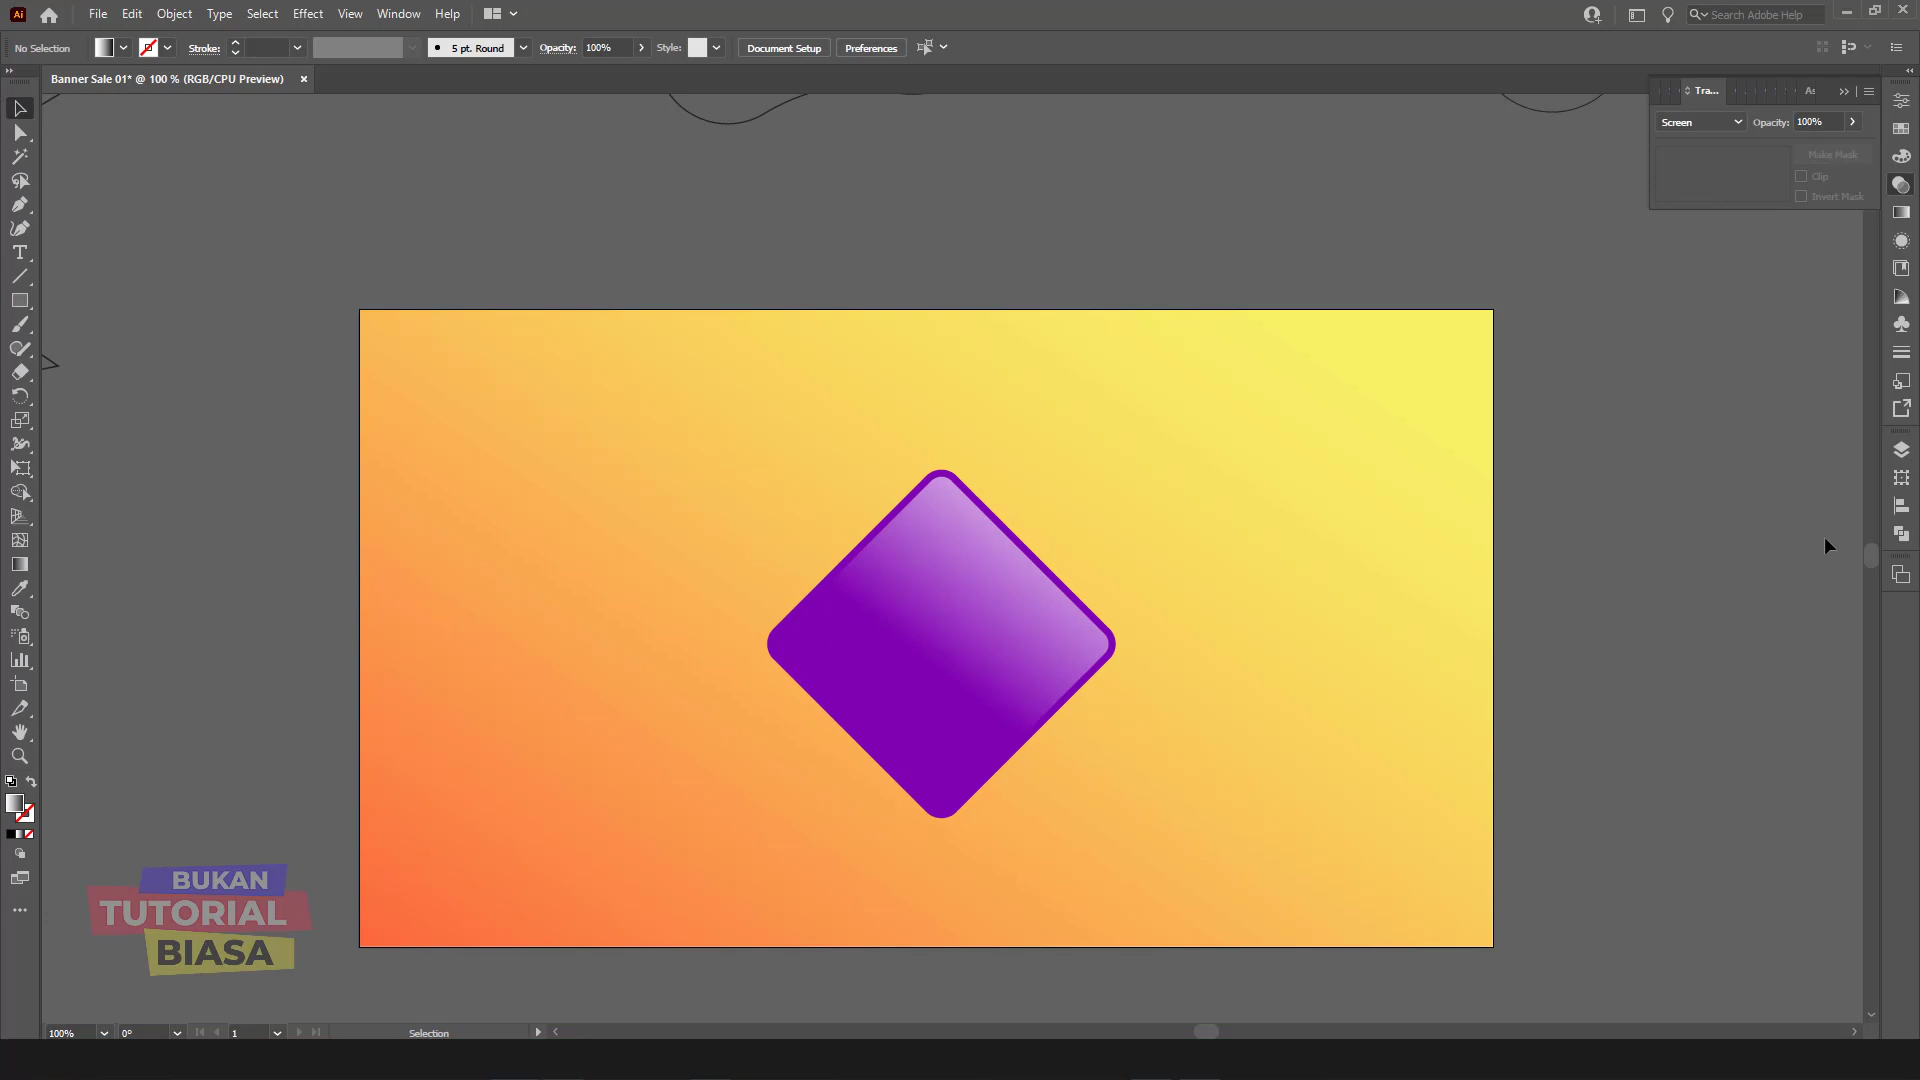 Ai File Edit Object Type Select Effect View Window Help Search Adobe Help
No Selection Stroke: 5 pt. Round Opacity: 100% Style: Document Setup Preferences
Banner Sale 01* @ 100 % (RGB/CPU Preview)
Tra...
Screen Opacity: 100%
Make Mask
Clip
Invert Mask
BUKAN
TUTORIAL
BIASA
100% 0° 1 Selection